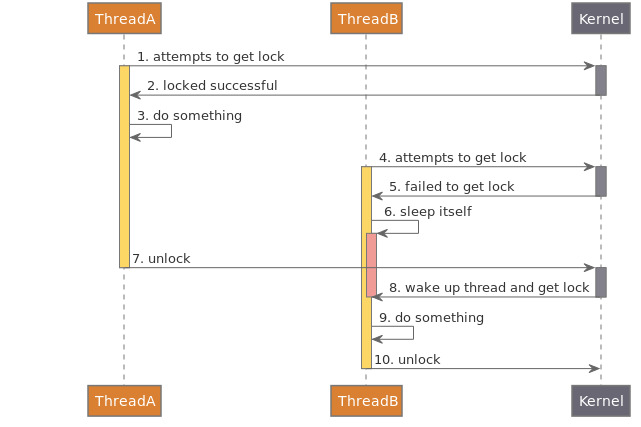 ThreadA ThreadB Kernel
1. attempts to get lock
2. locked successful
3. do something
4. attempts to get lock
5. failed to get lock
6. sleep itself
7. unlock
8. wake up thread and get lock
9. do something
10. unlock
ThreadA ThreadB Kernel